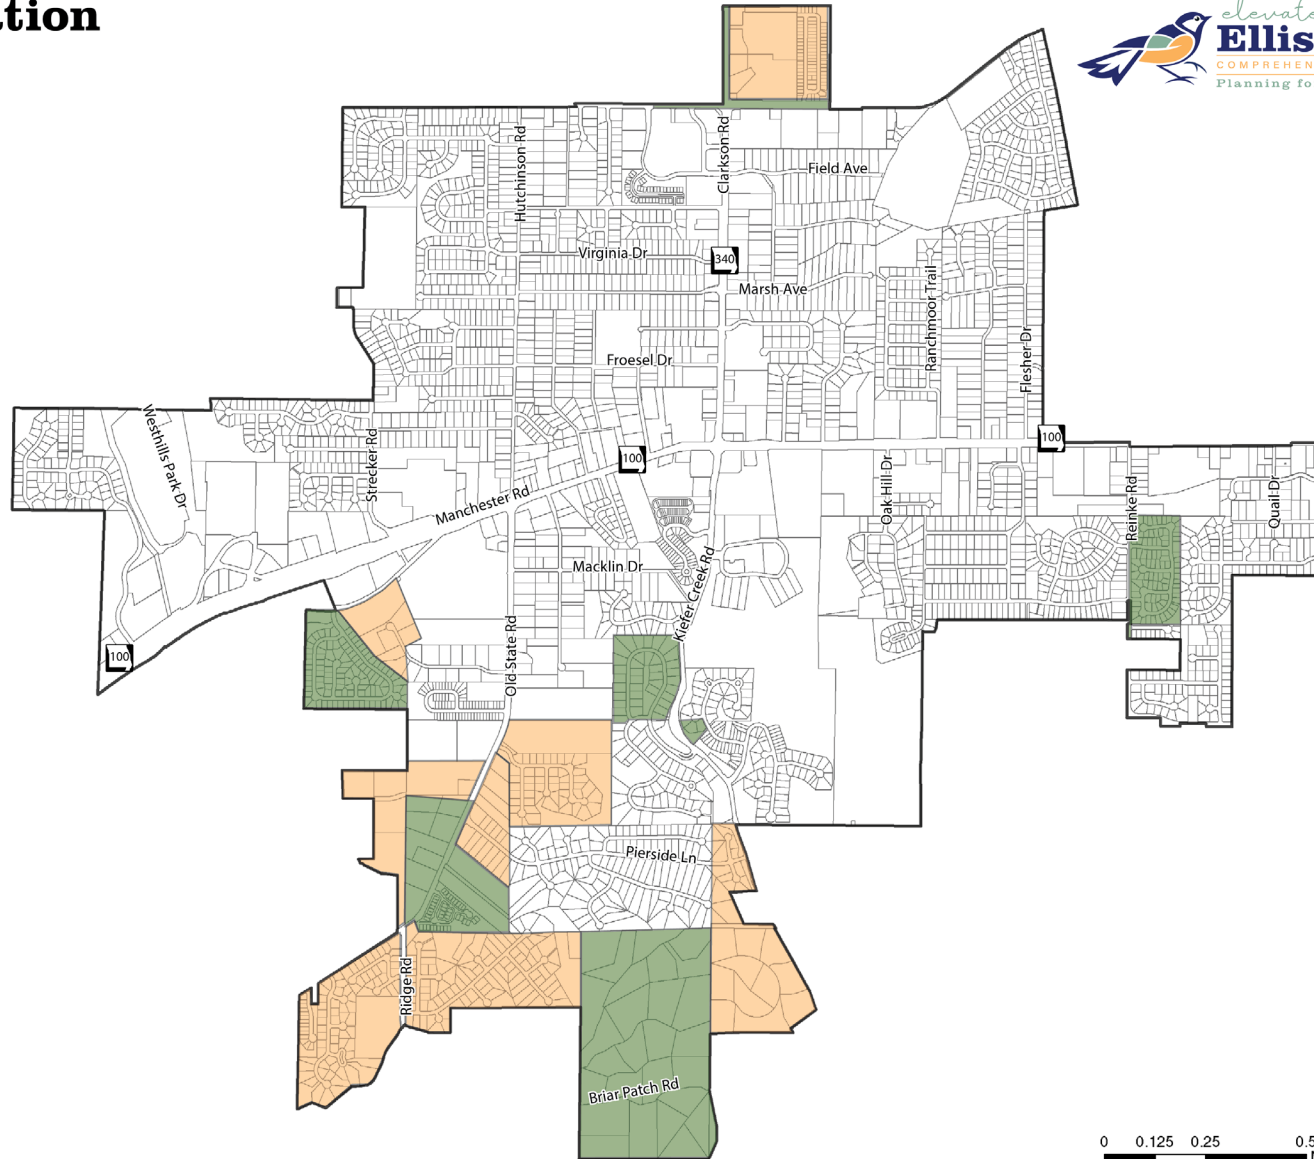 ation
elevate
Ellis
COMPREHEN
Planning fo
Hutchinson Rd
Clarkson Rd
Field Ave
Virginia Dr
340
Marsh Ave
Ranchmoor Trail
Froesel Dr
Flesher Dr
Westhills Park Dr
Strecker Rd
100
100
Manchester Rd
Oak Hill Dr
Reinke Rd
Quail Dr
Macklin Dr
Kiefer Creek Rd
Old State Rd
100
Pierside Ln
Ridge Rd
Briar Patch Rd
0 0.125 0.25 0.5